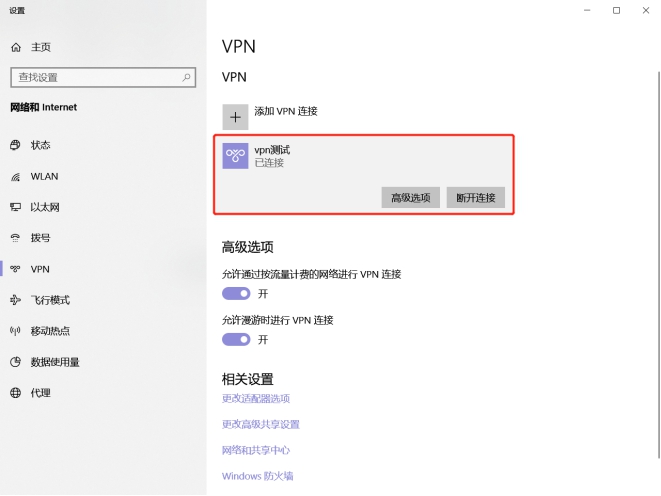 设置
主页
查找设置
网络和 Internet
状态
WLAN
以太网
拨号
VPN
飞行模式
移动热点
数据使用量
代理
VPN
VPN
添加 VPN 连接
vpn测试
已连接
高级选项 断开连接
高级选项
允许通过按流量计费的网络进行 VPN 连接
开
允许漫游时进行 VPN 连接
开
相关设置
更改适配器选项
更改高级共享设置
网络和共享中心
Windows 防火墙